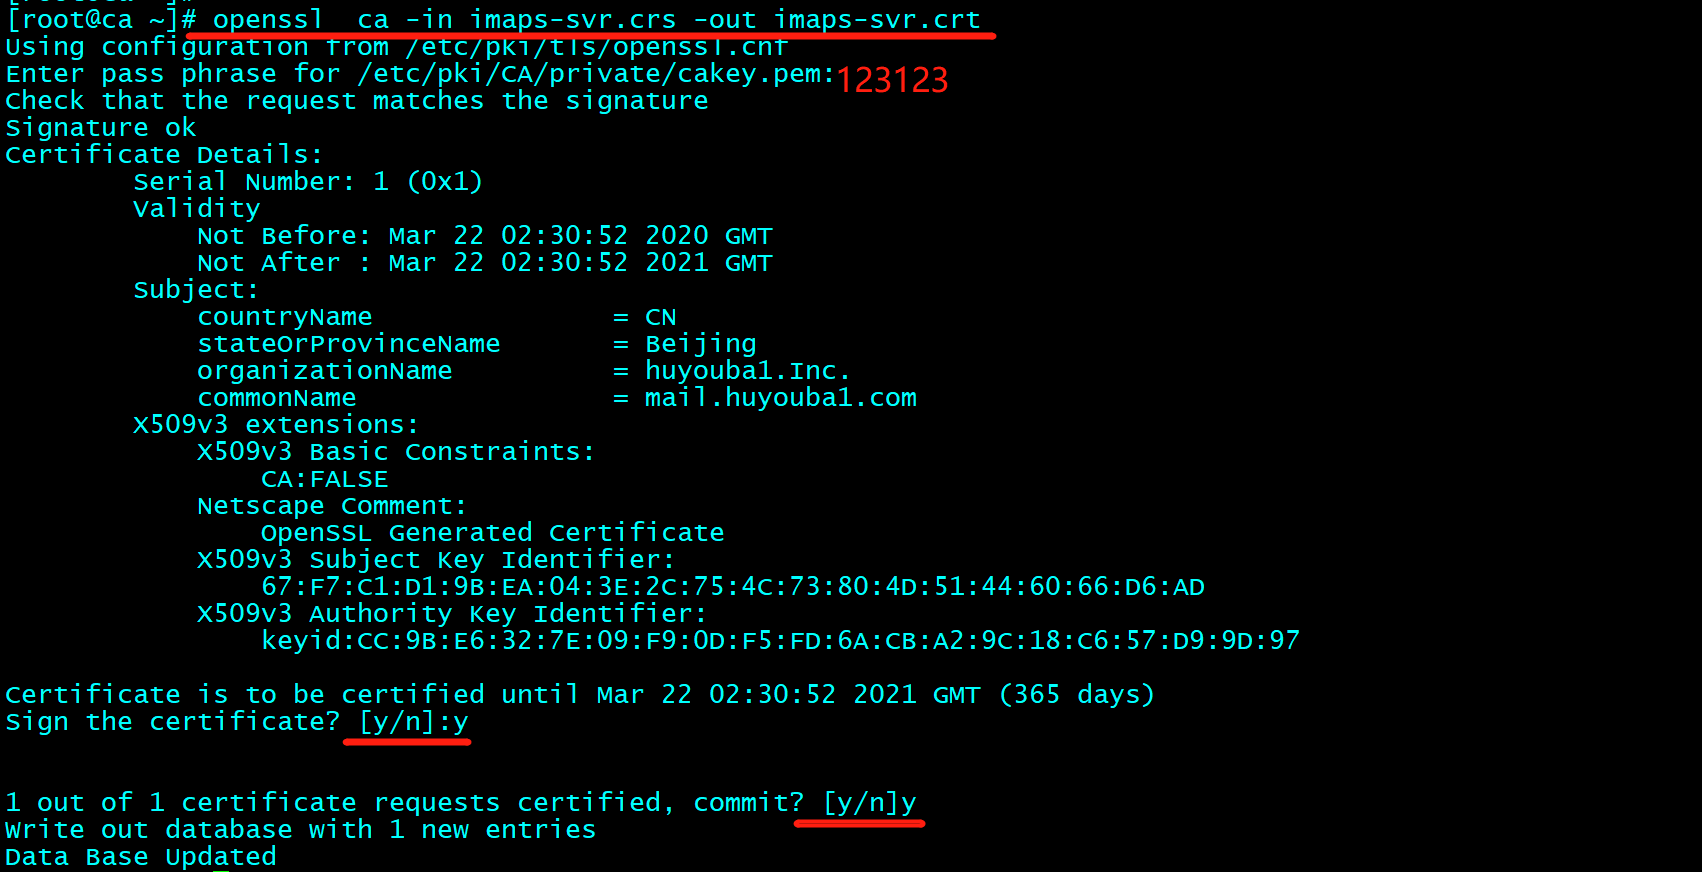 [root@ca ~]# openssl  ca -in imaps-svr.crs -out imaps-svr.crt
Using configuration from /etc/pki/tls/openssl.cnf
Enter pass phrase for /etc/pki/CA/private/cakey.pem:123123
Check that the request matches the signature
Signature ok
Certificate Details:
        Serial Number: 1 (0x1)
        Validity
            Not Before: Mar 22 02:30:52 2020 GMT
            Not After : Mar 22 02:30:52 2021 GMT
        Subject:
            countryName               = CN
            stateOrProvinceName       = Beijing
            organizationName          = huyouba1.Inc.
            commonName                = mail.huyouba1.com
        X509v3 extensions:
            X509v3 Basic Constraints:
                CA:FALSE
            Netscape Comment:
                OpenSSL Generated Certificate
            X509v3 Subject Key Identifier:
                67:F7:C1:D1:9B:EA:04:3E:2C:75:4C:73:80:4D:51:44:60:66:D6:AD
            X509v3 Authority Key Identifier:
                keyid:CC:9B:E6:32:7E:09:F9:0D:F5:FD:6A:CB:A2:9C:18:C6:57:D9:9D:97
Certificate is to be certified until Mar 22 02:30:52 2021 GMT (365 days)
Sign the certificate? [y/n]:y
1 out of 1 certificate requests certified, commit? [y/n]y
Write out database with 1 new entries
Data Base Updated